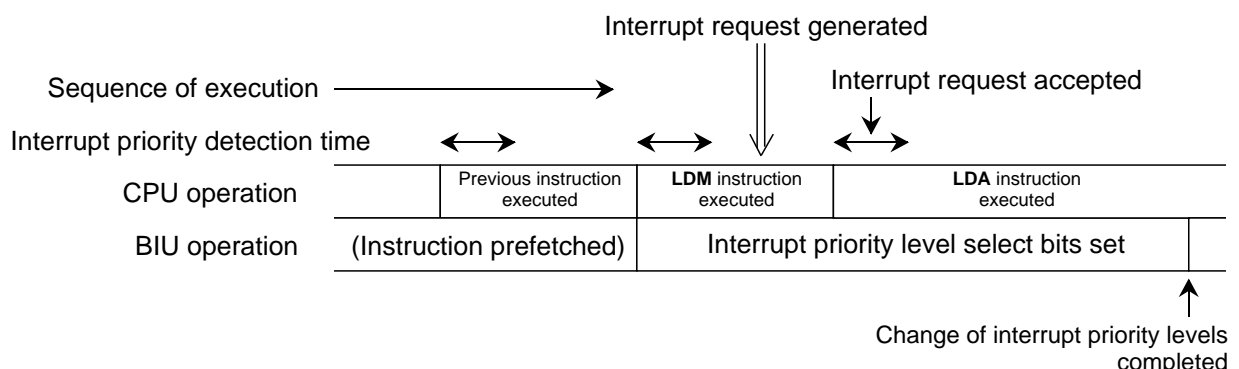 Interrupt request generated
Sequence of execution
Interrupt request accepted
Interrupt priority detection time
CPU operation
Previous instruction
executed
LDM instruction
executed
LDA instruction
executed
BIU operation
(Instruction prefetched)
Interrupt priority level select bits set
Change of interrupt priority levels
completed